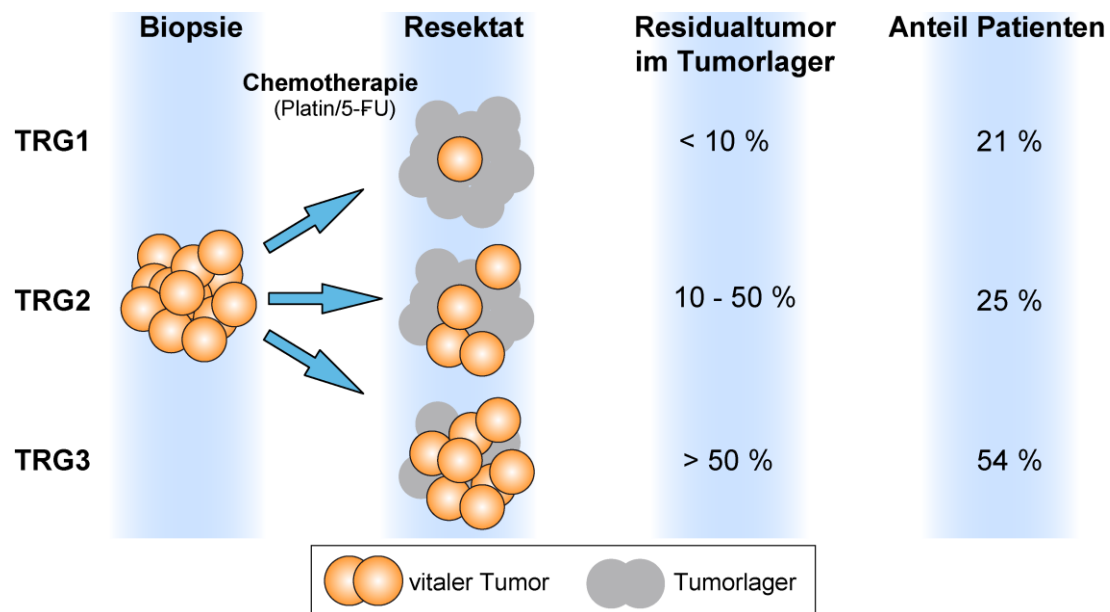 Biopsie
Resektat
Residualtumor
im Tumorlager
Anteil Patienten
Chemotherapie
(Platin/5-FU)
TRG1
< 10 %
21 %
TRG2
10 - 50 %
25 %
TRG3
> 50 %
54 %
vitaler Tumor
Tumorlager